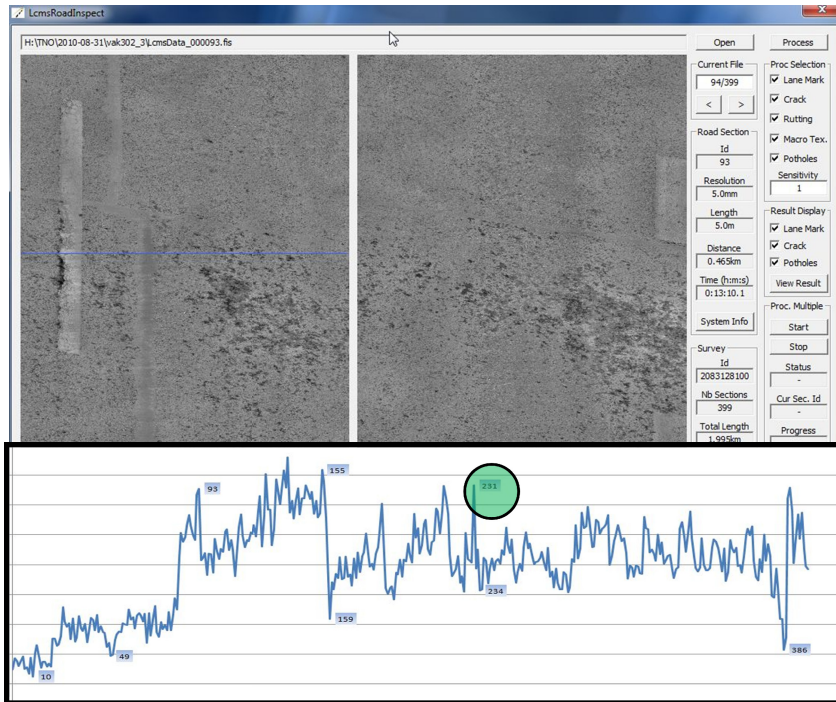 LcmsRoadInspect
H:\TNO\2010-08-31\vak302_3\LcmsData_000093.fis
Open
Process
Current File
94/399
<
>
Road Section
Id
93
Resolution
5.0mm
Length
5.0m
Distance
0.465km
Time (h:m:s)
0:13:10.1
System Info
Survey
Id
2083128100
Nb Sections
399
Total Length
1.995km
Proc Selection
Lane Mark
Crack
Rutting
Macro Tex.
Potholes
Sensitivity
1
Result Display
Lane Mark
Crack
Potholes
View Result
Proc. Multiple
Start
Stop
Status
-
Cur Sec. Id
-
Progress
93
155
231
10
49
159
234
386